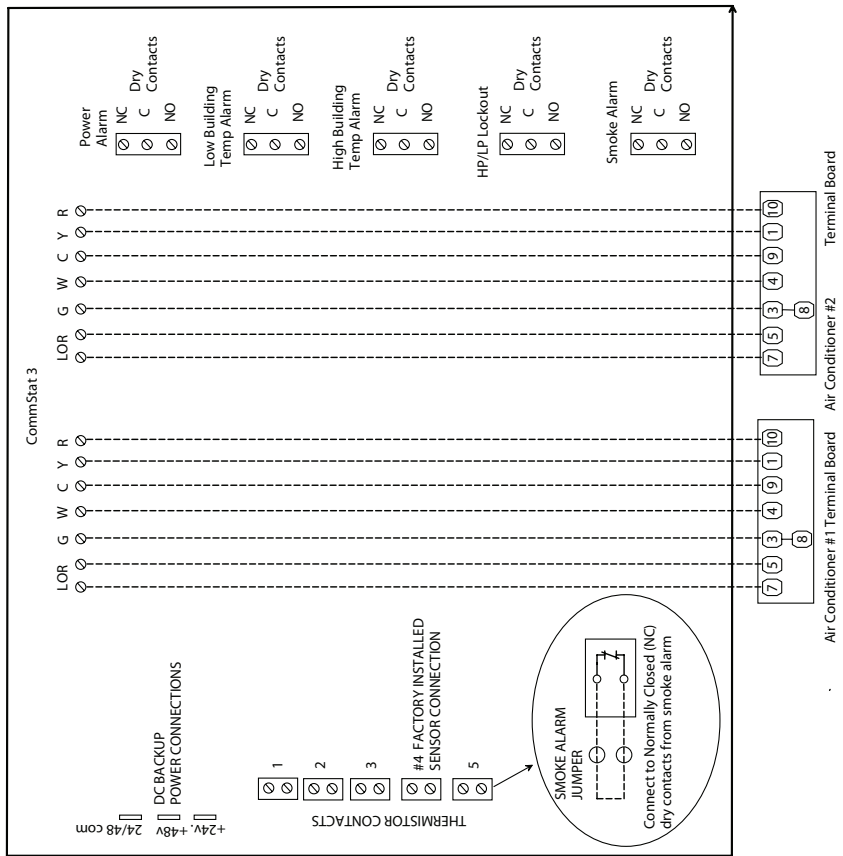 CommStat 3
Power
Alarm
NC
C
NO
Dry
Contacts
Low Building
Temp Alarm
NC
C
NO
Dry
Contacts
High Building
Temp Alarm
NC
C
NO
Dry
Contacts
HP/LP Lockout
NC
C
NO
Dry
Contacts
Smoke Alarm
NC
C
NO
Dry
Contacts
LOR G W C Y R
LOR G W C Y R
7 5 3 4 9 1 10
8
Air Conditioner #1 Terminal Board
7 5 3 4 9 1 10
8
Air Conditioner #2 Terminal Board
24/48 com
+48v
+24v.
DC BACKUP
POWER CONNECTIONS
THERMISTOR CONTACTS
1
2
3
#4 FACTORY INSTALLED
SENSOR CONNECTION
5
SMOKE ALARM
JUMPER
Connect to Normally Closed (NC)
dry contacts from smoke alarm